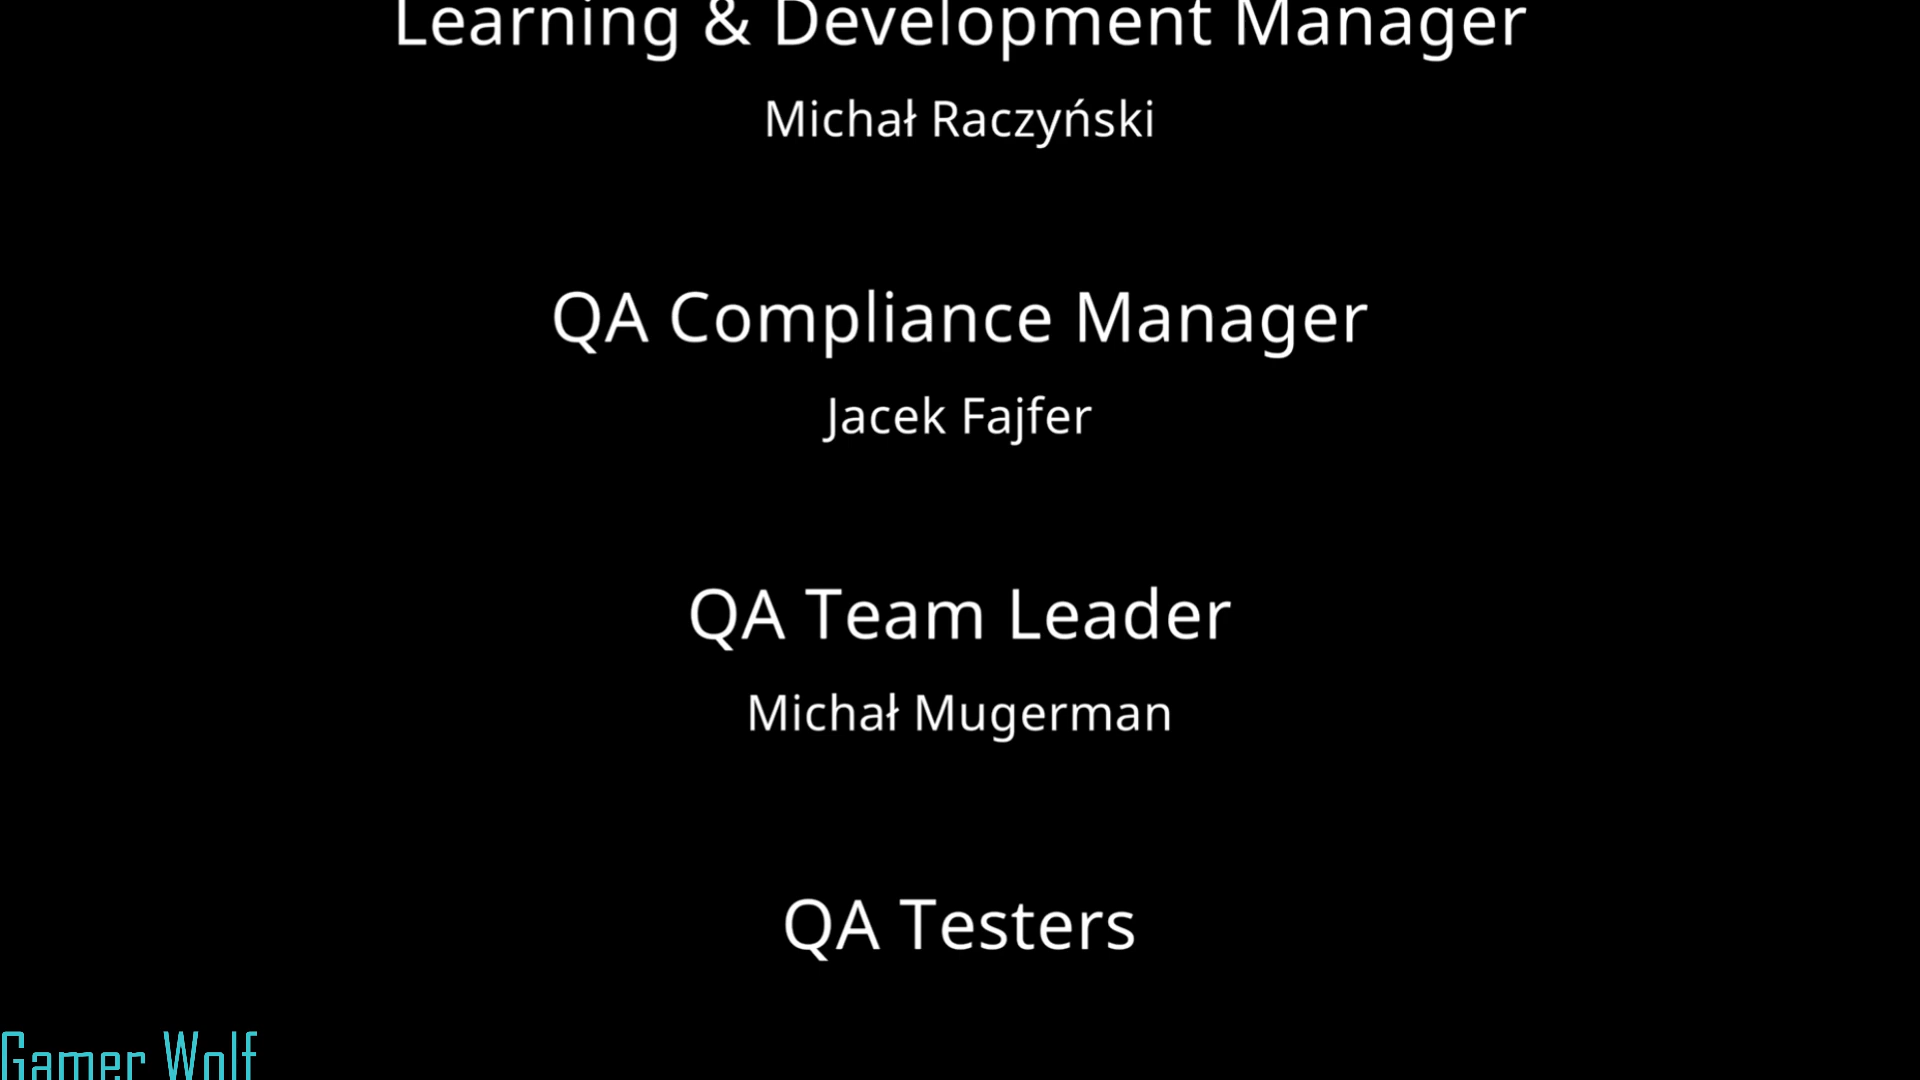 Learning & Development Manager
Michał Raczyński
QA Compliance Manager
Jacek Fajfer
QA Team Leader
Michał Mugerman
QA Testers
Gamer Wolf